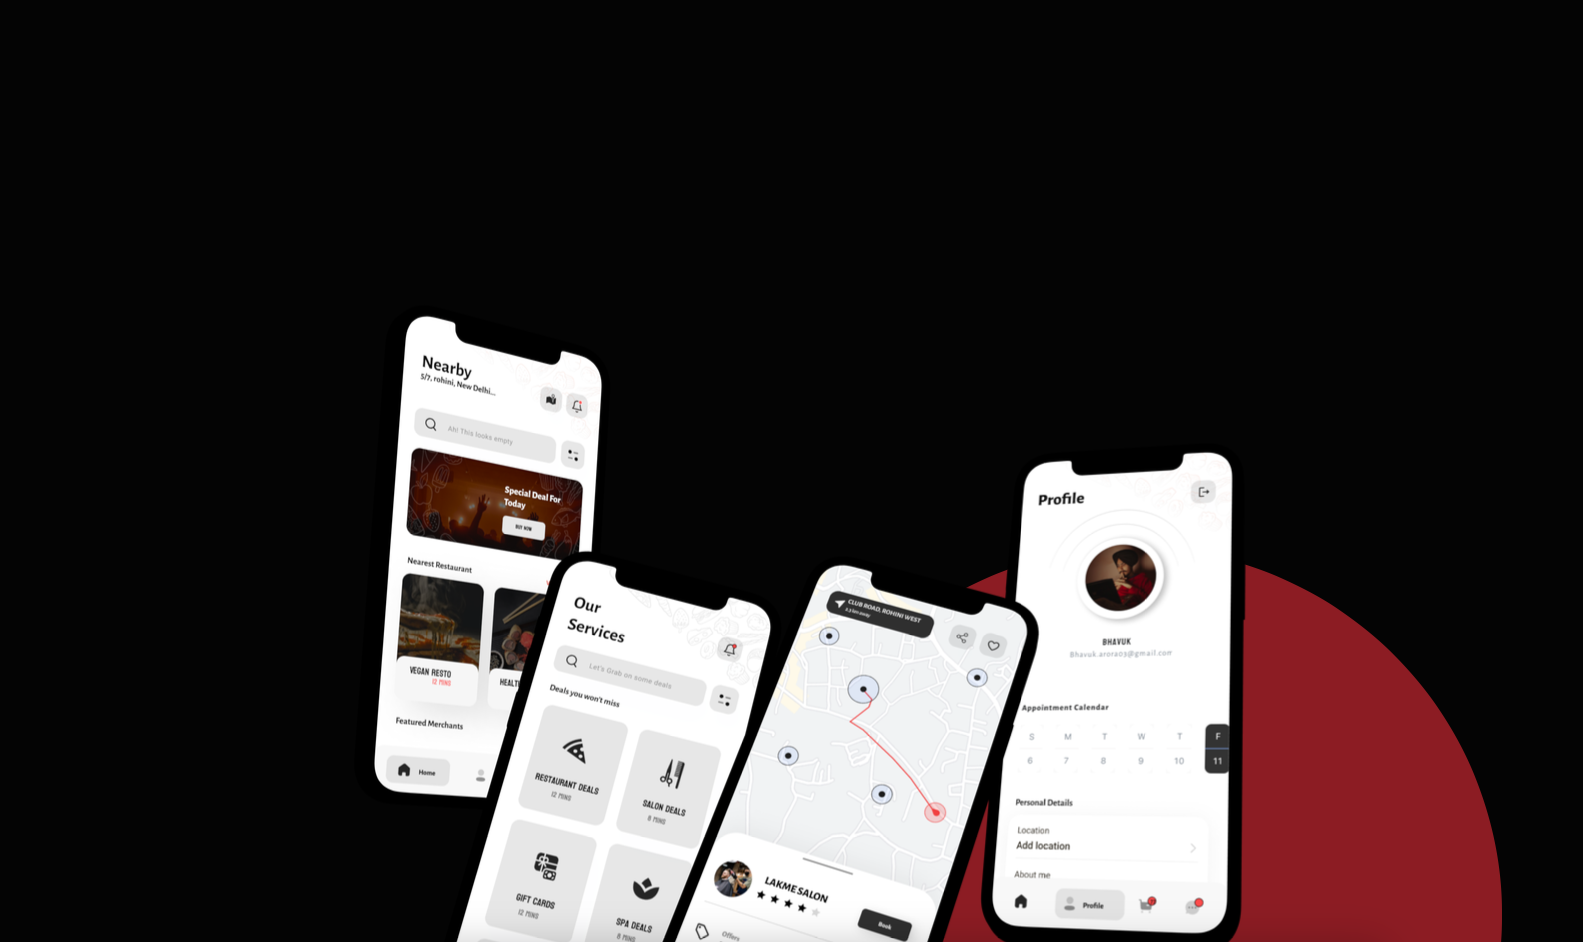 Nearby
5/7, rohini, New Delhi...
Ah! This looks empty
Special Deal For
Today
BUY NOW
Nearest Restaurant
VEGAN RESTO
12 MINS
HEALT
Featured Merchants
Home
Our
Services
Let's Grab on some deals
Deals you won't miss
RESTAURANT DEALS
12 MINS
SALON DEALS
8 MINS
GIFT CARDS
12 MINS
SPA DEALS
8 MINS
CLUB ROAD, ROHINI WEST
2.3 km away
LAKME SALON
Book
Offers
Profile
BHAVUK
Bhavuk.arora05@gmail.com
Appointment Calendar
S M T W T F
6 7 8 9 10 11
Personal Details
Location
Add location
About me
Profile